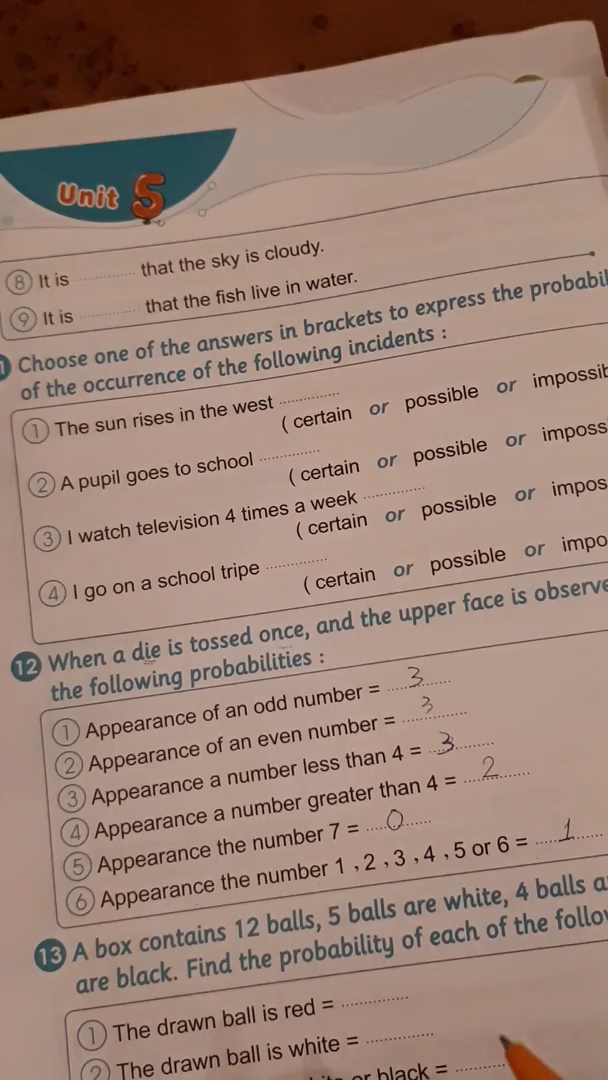 Unit 5
8 It is ............ that the sky is cloudy.
9 It is ............ that the fish live in water.
Choose one of the answers in brackets to express the
of the occurrence of the following incidents :
1 The sun rises in the west ............
( certain or possible or
2 A pupil goes to school ............
( certain or possible or
3 I watch television 4 times a week ............
( certain or possible or
4 I go on a school tripe ............
( certain or possible or
12 When a die is tossed once, and the upper face is
the following probabilities :
1 Appearance of an odd number = 3
2 Appearance of an even number = 3
3 Appearance a number less than 4 = 3
4 Appearance a number greater than 4 = 2
5 Appearance the number 7 = 0
6 Appearance the number 1 , 2 , 3 , 4 , 5 or 6 = 1
13 A box contains 12 balls, 5 balls are white, 4 balls
are black. Find the probability of each of the
1 The drawn ball is red = ............
2 The drawn ball is white = ............
or black = ............